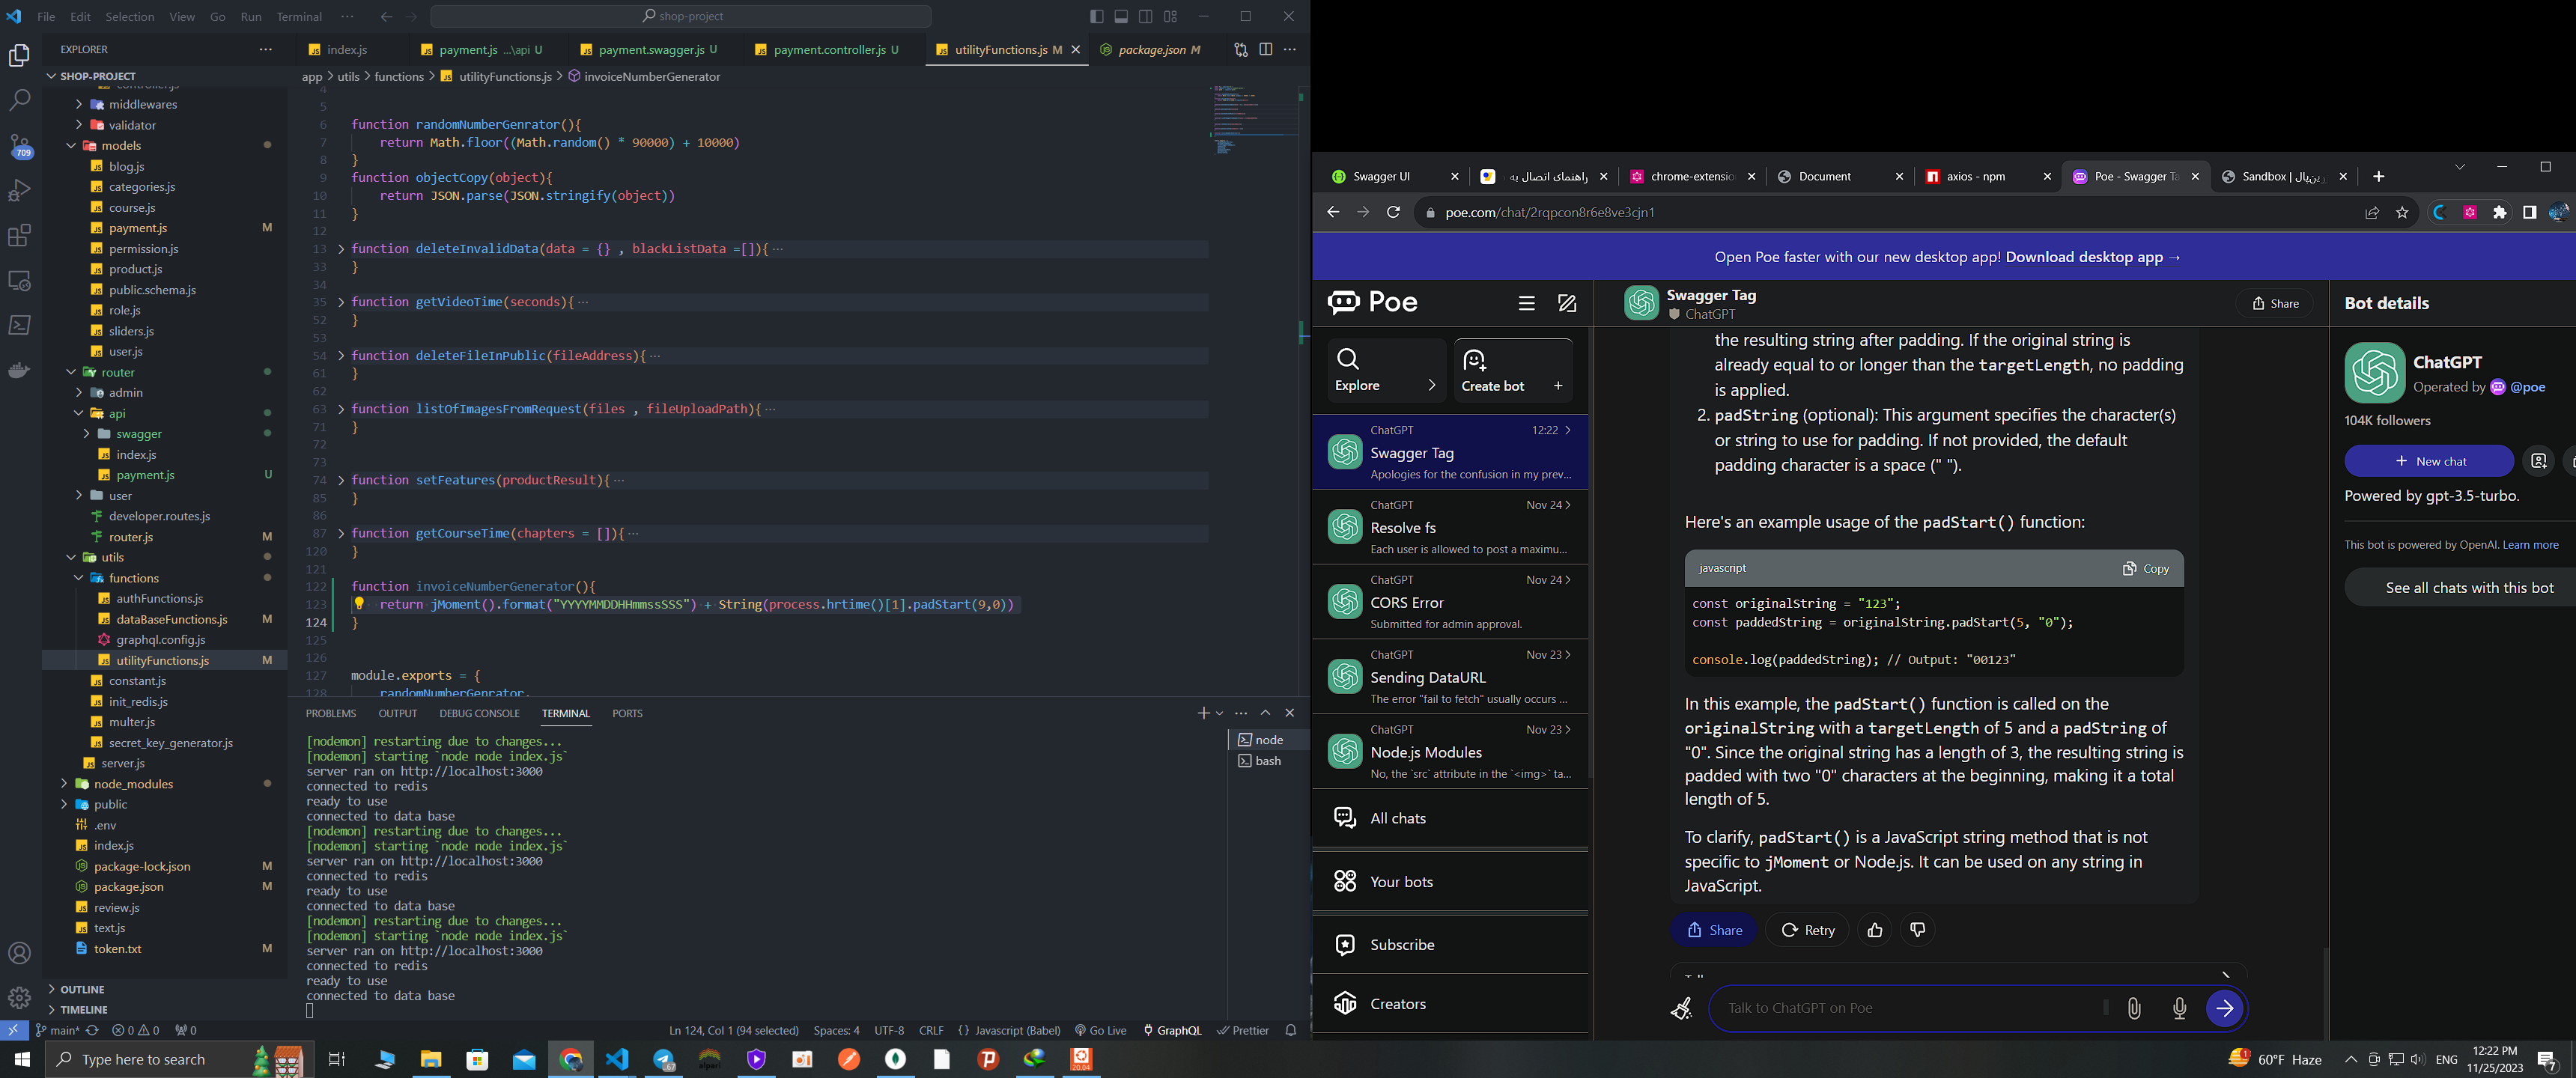 File Edit Selection View Go Run Terminal ···
shop-project
EXPLORER
SHOP-PROJECT
controller.js
middlewares
validator
models
blog.js
categories.js
course.js
payment.js M
permission.js
product.js
public.schema.js
role.js
sliders.js
user.js
router
admin
api
swagger
index.js
payment.js U
user
developer.routes.js
router.js M
utils
functions
authFunctions.js
dataBaseFunctions.js M
graphql.config.js
utilityFunctions.js M
constant.js
init_redis.js
multer.js
secret_key_generator.js
server.js
node_modules
public
.env
index.js
package-lock.json M
package.json M
review.js
text.js
token.txt M
OUTLINE
TIMELINE
709
index.js
payment.js ...\api U
payment.swagger.js U
payment.controller.js U
utilityFunctions.js M
package.json M
app > utils > functions > utilityFunctions.js > invoiceNumberGenerator
4
5
6 function randomNumberGenrator(){
7 return Math.floor((Math.random() * 90000) + 10000)
8 }
9 function objectCopy(object){
10 return JSON.parse(JSON.stringify(object))
11 }
12
13 function deleteInvalidData(data = {} , blackListData =[]){ ···
33 }
34
35 function getVideoTime(seconds){ ···
52 }
53
54 function deleteFileInPublic(fileAddress){ ···
61 }
62
63 function listOfImagesFromRequest(files , fileUploadPath){ ···
71 }
72
73
74 function setFeatures(productResult){ ···
85 }
86
87 function getCourseTime(chapters = []){ ···
120 }
121
122 function invoiceNumberGenerator(){
123 return jMoment().format("YYYYMMDDHHmmssSSS") + String(process.hrtime()[1].padStart(9,0))
124 }
125
126
127 module.exports = {
128 randomNumberGenrator,
PROBLEMS OUTPUT DEBUG CONSOLE TERMINAL PORTS
node
bash
[nodemon] restarting due to changes...
[nodemon] starting `node node index.js`
server ran on http://localhost:3000
connected to redis
ready to use
connected to data base
[nodemon] restarting due to changes...
[nodemon] starting `node node index.js`
server ran on http://localhost:3000
connected to redis
ready to use
connected to data base
[nodemon] restarting due to changes...
[nodemon] starting `node node index.js`
server ran on http://localhost:3000
connected to redis
ready to use
connected to data base
main* 0 0 0 Ln 124, Col 1 (94 selected) Spaces: 4 UTF-8 CRLF {} Javascript (Babel) Go Live GraphQL Prettier
Swagger UI
راهنمای اتصال به
chrome-extensio
Document
axios - npm
Poe - Swagger Ta
Sandbox | زرین‌پال
poe.com/chat/2rqpcon8r6e8ve3cjn1
Open Poe faster with our new desktop app! Download desktop app →
Poe
Explore
Create bot +
ChatGPT 12:22
Swagger Tag
Apologies for the confusion in my prev...
ChatGPT Nov 24
Resolve fs
Each user is allowed to post a maximu...
ChatGPT Nov 24
CORS Error
Submitted for admin approval.
ChatGPT Nov 23
Sending DataURL
The error "fail to fetch" usually occurs ...
ChatGPT Nov 23
Node.js Modules
No, the `src` attribute in the `<img>` ta...
All chats
Your bots
Subscribe
Creators
Swagger Tag
ChatGPT
Share
the resulting string after padding. If the original string is
already equal to or longer than the targetLength, no padding
is applied.
2. padString (optional): This argument specifies the character(s)
or string to use for padding. If not provided, the default
padding character is a space (" ").
Here's an example usage of the padStart() function:
javascript
Copy
const originalString = "123";
const paddedString = originalString.padStart(5, "0");
console.log(paddedString); // Output: "00123"
In this example, the padStart() function is called on the
originalString with a targetLength of 5 and a padString of
"0". Since the original string has a length of 3, the resulting string is
padded with two "0" characters at the beginning, making it a total
length of 5.
To clarify, padStart() is a JavaScript string method that is not
specific to jMoment or Node.js. It can be used on any string in
JavaScript.
Share
Retry
Talk to ChatGPT on Poe
Bot details
ChatGPT
Operated by @poe
104K followers
+ New chat
Powered by gpt-3.5-turbo.
This bot is powered by OpenAI. Learn more
See all chats with this bot
Type here to search
67
alpari
20.04
1
60°F Haze
ENG
12:22 PM
11/25/2023
7